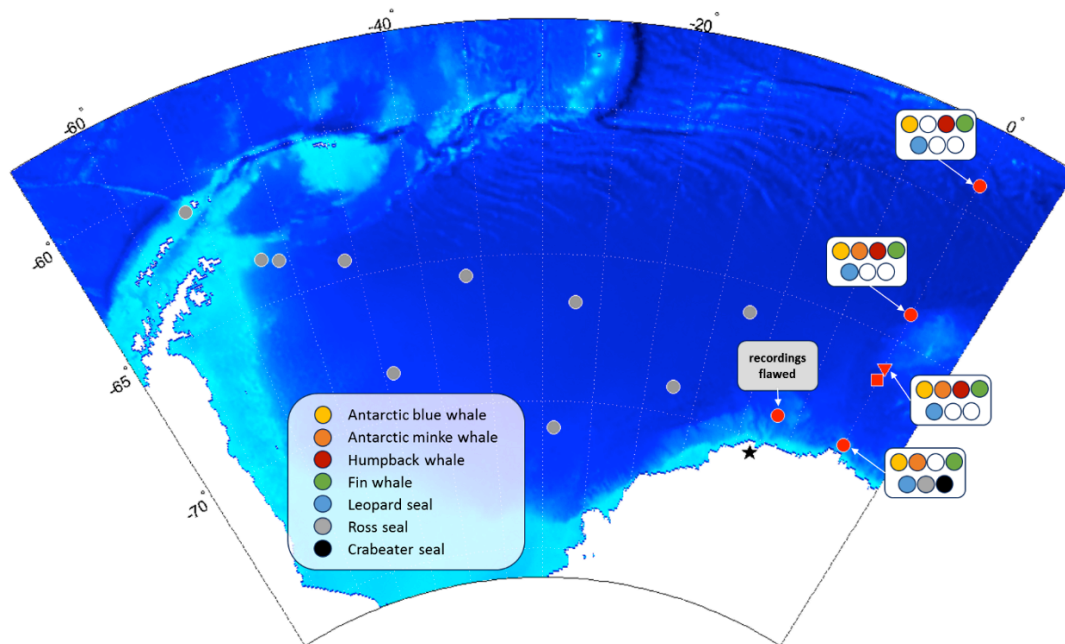 -40°
-20°
-60°
0°
-60°
-65
-70
recordings
flawed
Antarctic blue whale
Antarctic minke whale
Humpback whale
Fin whale
Leopard seal
Ross seal
Crabeater seal